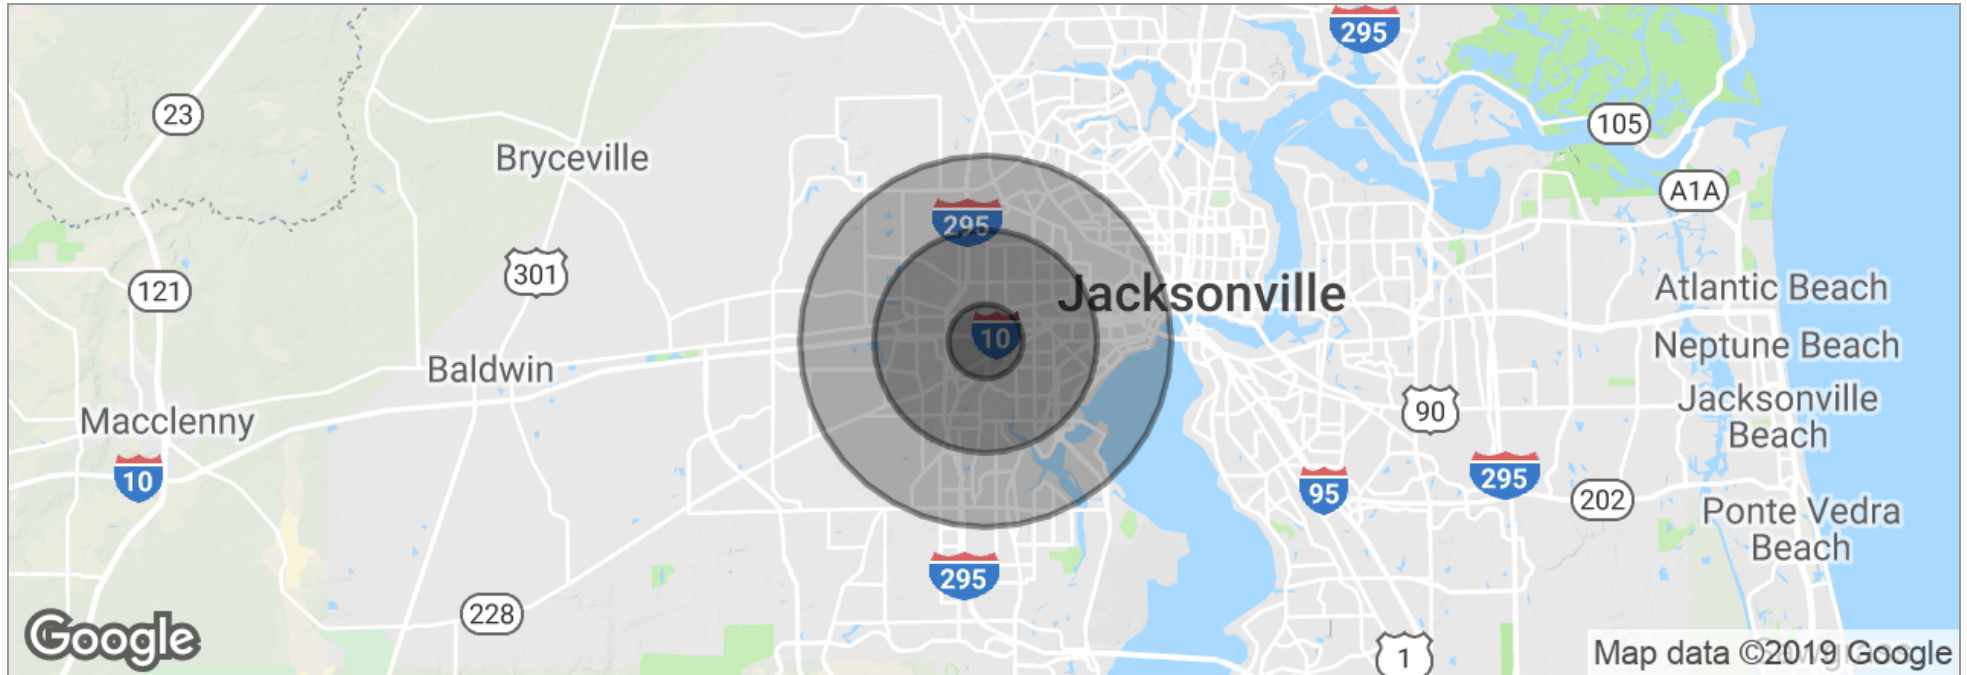 295
23
105
Bryceville
A1A
295
301
121
Jacksonville
Atlantic Beach
10
Neptune Beach
Baldwin
Jacksonville
Beach
90
Macclenny
10
295
95
202
Ponte Vedra
Beach
295
228
Google
1
Map data ©2019 Google